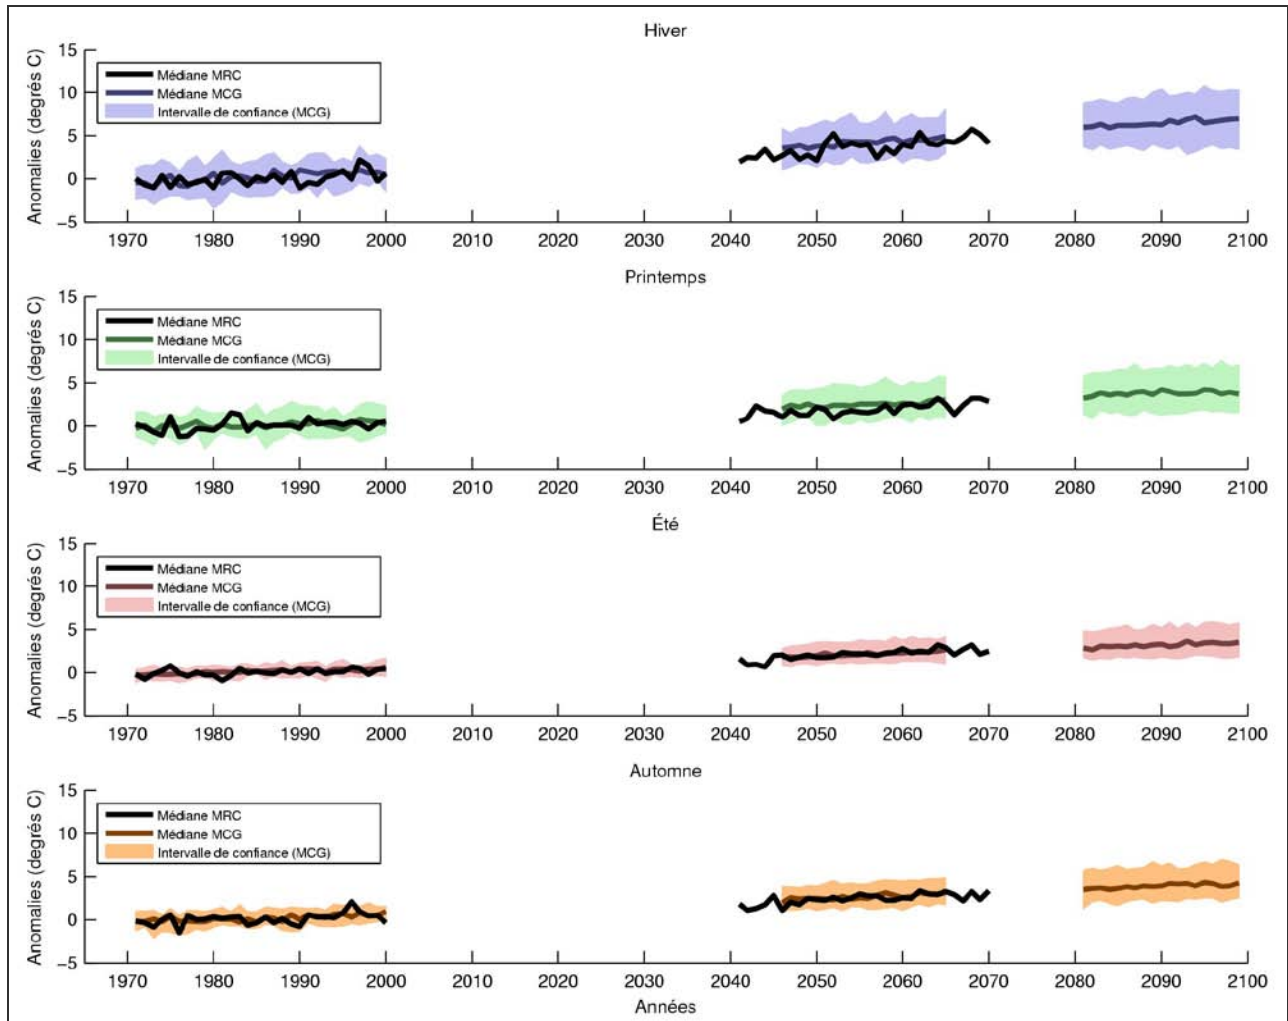 Hiver
Anomalies (degrés C)
15
10
5
0
−5
Médiane MRC
Médiane MCG
Intervalle de confiance (MCG)
1970 1980 1990 2000 2010 2020 2030 2040 2050 2060 2070 2080 2090 2100
Printemps
Anomalies (degrés C)
15
10
5
0
−5
Médiane MRC
Médiane MCG
Intervalle de confiance (MCG)
1970 1980 1990 2000 2010 2020 2030 2040 2050 2060 2070 2080 2090 2100
Été
Anomalies (degrés C)
15
10
5
0
−5
Médiane MRC
Médiane MCG
Intervalle de confiance (MCG)
1970 1980 1990 2000 2010 2020 2030 2040 2050 2060 2070 2080 2090 2100
Automne
Anomalies (degrés C)
15
10
5
0
−5
Médiane MRC
Médiane MCG
Intervalle de confiance (MCG)
1970 1980 1990 2000 2010 2020 2030 2040 2050 2060 2070 2080 2090 2100
Années